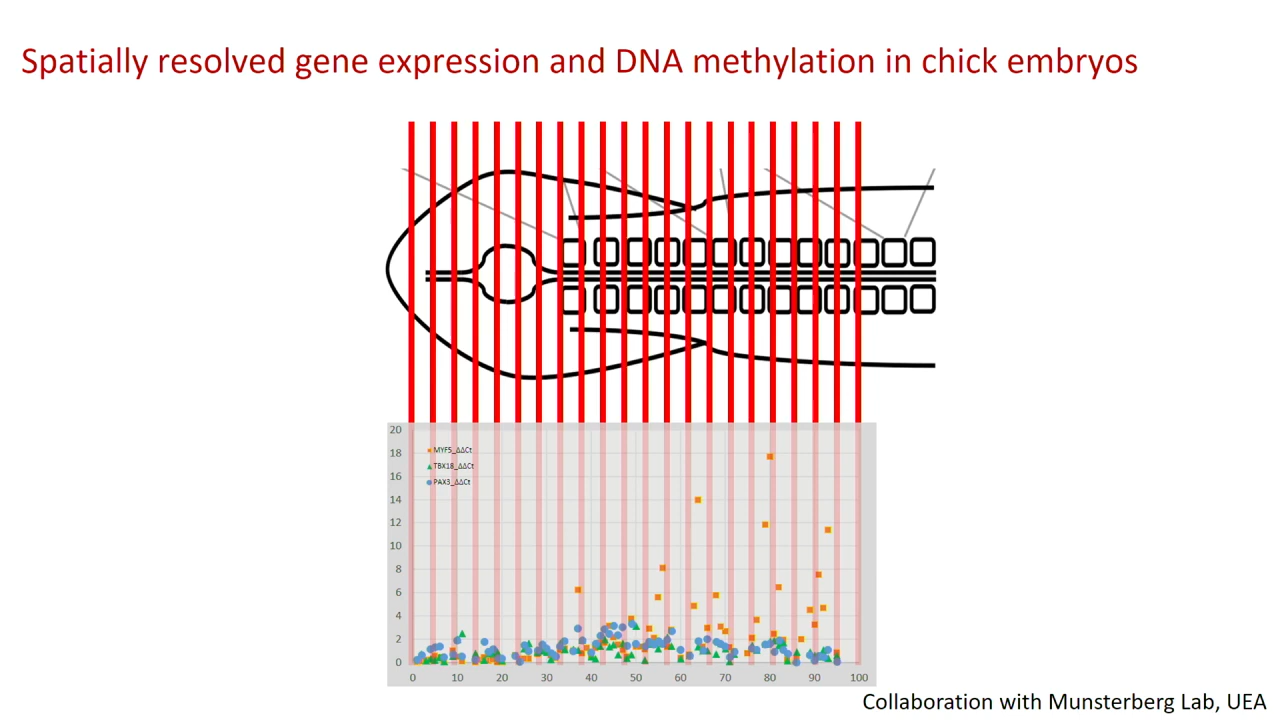 Spatially resolved gene expression and DNA methylation in chick embryos
20
18
16
14
12
10
8
6
4
2
0
MYF5_ΔΔCt
TBX18_ΔΔCt
PAX3_ΔΔCt
0 10 20 30 40 50 60 70 80 90 100
Collaboration with Munsterberg Lab, UEA